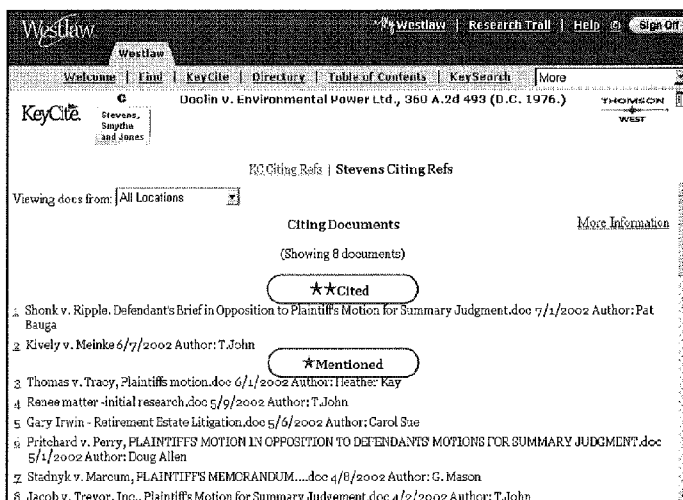 Westlaw
My Westlaw | Research Trail | Help Sign Off
Westlaw
Welcome | Find | KeyCite | Directory | Table of Contents | KeySearch More
C
Doolin v. Environmental Power Ltd., 360 A.2d 493 (D.C. 1976.)
KeyCite.
Stevens,
Smythe
and Jones
THOMSON
WEST
KC Citing Refs | Stevens Citing Refs
Viewing docs from: All Locations
Citing Documents
More Information
(Showing 8 documents)
★★Cited
1 Shonk v. Ripple. Defendant's Brief in Opposition to Plaintiff's Motion for Summary Judgment.doc 7/1/2002 Author: Pat
Bauga
2 Kively v. Meinke 6/7/2002 Author: T.John
★Mentioned
3 Thomas v. Tracy, Plaintiffs motion.doc 6/1/2002 Author: Heather Kay
4 Renee matter -initial research.doc 5/9/2002 Author: T.John
5 Gary Irwin - Retirement Estate Litigation.doc 5/6/2002 Author: Carol Sue
6 Pritchard v. Perry, PLAINTIFFS' MOTION IN OPPOSITION TO DEFENDANTS' MOTIONS FOR SUMMARY JUDGMENT.doc
5/1/2002 Author: Doug Allen
7 Stadnyk v. Marcum, PLAINTIFF'S MEMORANDUM....doc 4/8/2002 Author: G. Mason
8 Jacob v. Trevor, Inc., Plaintiff's Motion for Summary Judgement.doc 4/2/2002 Author: T.John